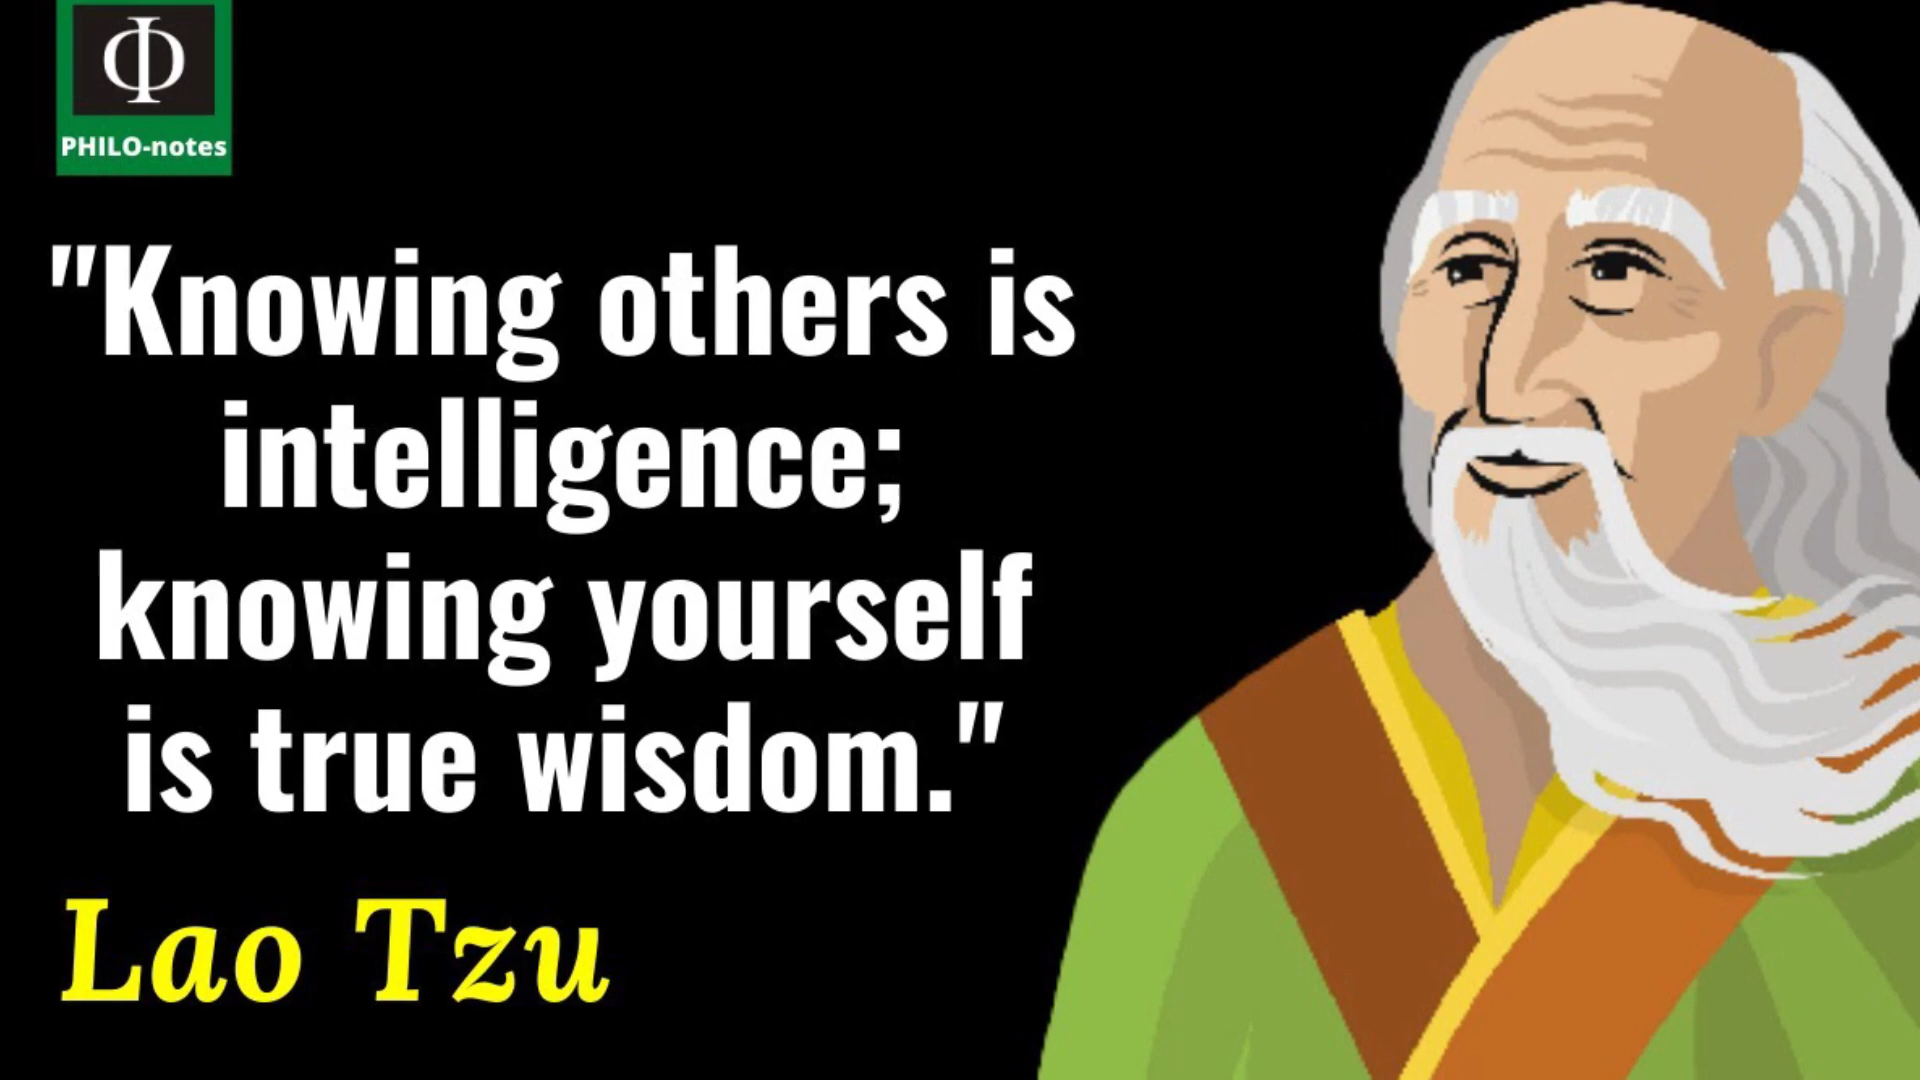 Φ
PHILO-notes
"Knowing others is
intelligence;
knowing yourself
is true wisdom."
Lao Tzu